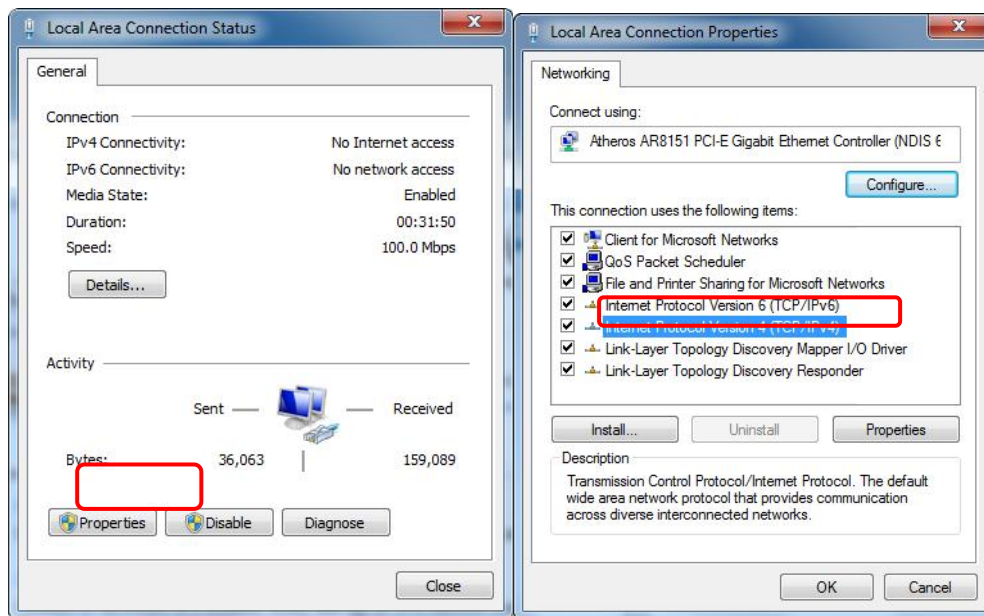 Local Area Connection Status
General
Connection
IPv4 Connectivity: No Internet access
IPv6 Connectivity: No network access
Media State: Enabled
Duration: 00:31:50
Speed: 100.0 Mbps
Details...
Activity
Sent Received
Bytes: 36,063 159,089
Properties Disable Diagnose
Close
Local Area Connection Properties
Networking
Connect using:
Atheros AR8151 PCI-E Gigabit Ethernet Controller (NDIS 6
Configure...
This connection uses the following items:
Client for Microsoft Networks
QoS Packet Scheduler
File and Printer Sharing for Microsoft Networks
Internet Protocol Version 6 (TCP/IPv6)
Internet Protocol Version 4 (TCP/IPv4)
Link-Layer Topology Discovery Mapper I/O Driver
Link-Layer Topology Discovery Responder
Install... Uninstall Properties
Description
Transmission Control Protocol/Internet Protocol. The default
wide area network protocol that provides communication
across diverse interconnected networks.
OK Cancel